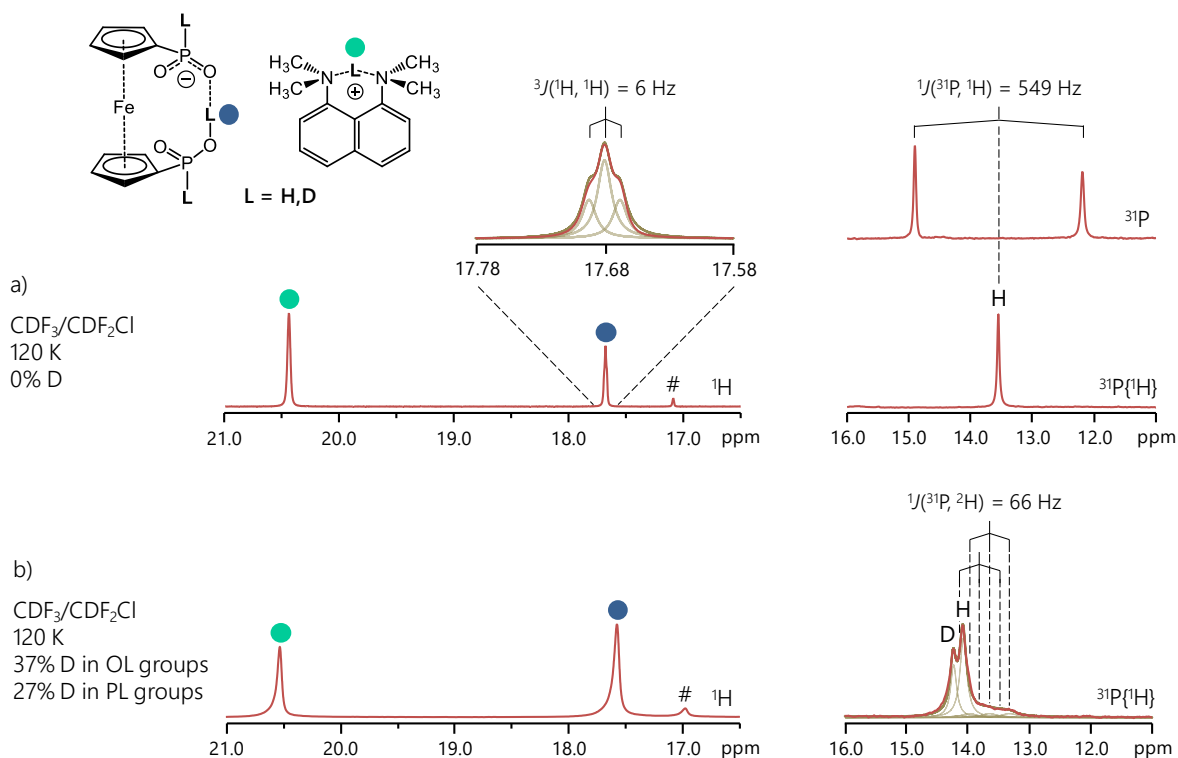 a)
L
P
O
O
⊖
L
Fe
O
O
P
L
H₃C
CH₃
L
H₃C
N
N
CH₃
⊕
L = H,D
³J(¹H, ¹H) = 6 Hz
17.78
17.68
17.58
¹J(³¹P, ¹H) = 549 Hz
³¹P
a)
CDF₃/CDF₂Cl
120 K
0% D
#
¹H
21.0
20.0
19.0
18.0
17.0
ppm
H
³¹P{¹H}
16.0
15.0
14.0
13.0
12.0
ppm
b)
CDF₃/CDF₂Cl
120 K
37% D in OL groups
27% D in PL groups
#
¹H
21.0
20.0
19.0
18.0
17.0
ppm
¹J(³¹P, ²H) = 66 Hz
D
H
³¹P{¹H}
16.0
15.0
14.0
13.0
12.0
ppm